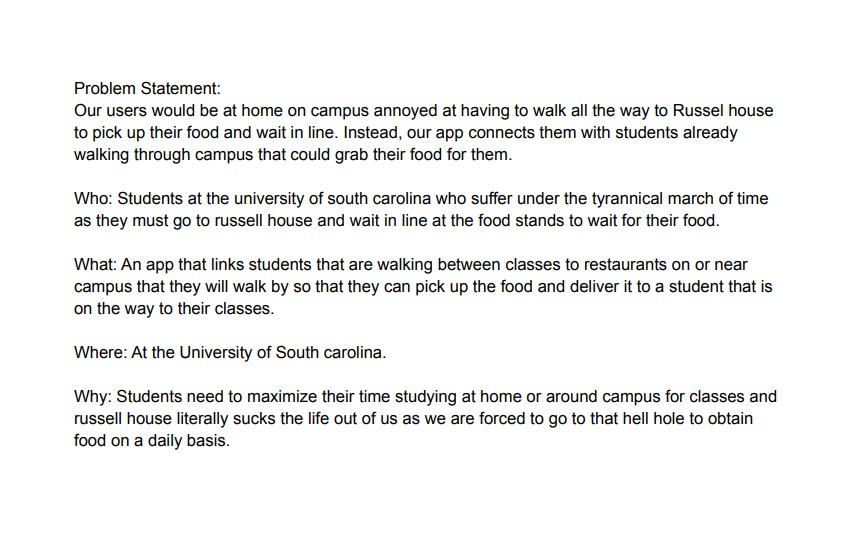 Problem Statement:
Our users would be at home on campus annoyed at having to walk all the way to Russel house
to pick up their food and wait in line. Instead, our app connects them with students already
walking through campus that could grab their food for them.
Who: Students at the university of south carolina who suffer under the tyrannical march of time
as they must go to russell house and wait in line at the food stands to wait for their food.
What: An app that links students that are walking between classes to restaurants on or near
campus that they will walk by so that they can pick up the food and deliver it to a student that is
on the way to their classes.
Where: At the University of South carolina.
Why: Students need to maximize their time studying at home or around campus for classes and
russell house literally sucks the life out of us as we are forced to go to that hell hole to obtain
food on a daily basis.